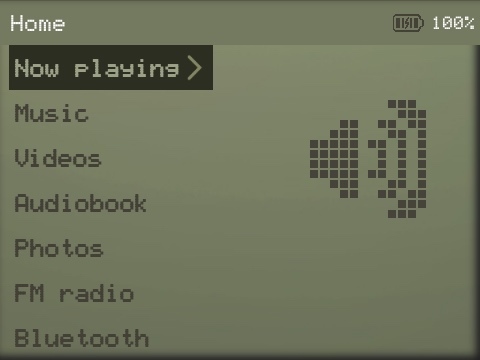 Home
100%
Now playing
Music
Videos
Audiobook
Photos
FM radio
Bluetooth